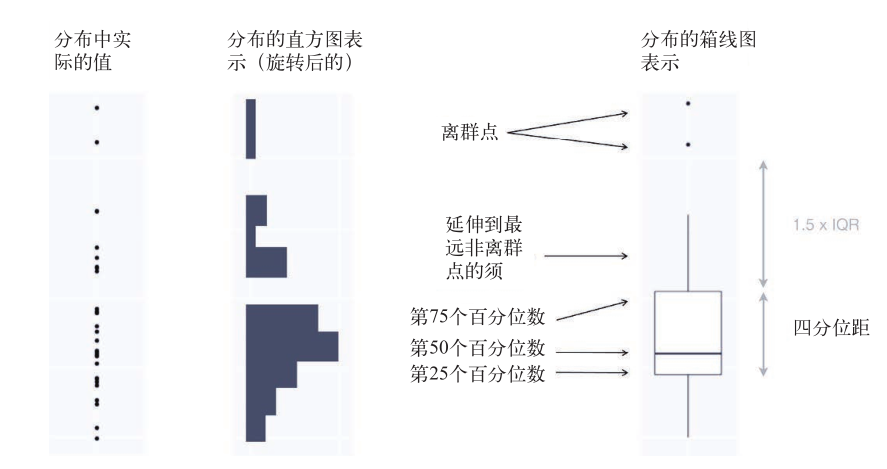 分布中实
际的值
分布的直方图表
示（旋转后的）
分布的箱线图
表示
离群点
延伸到最
远非离群
点的须
1.5 x IQR
第75个百分位数
第50个百分位数
第25个百分位数
四分位距